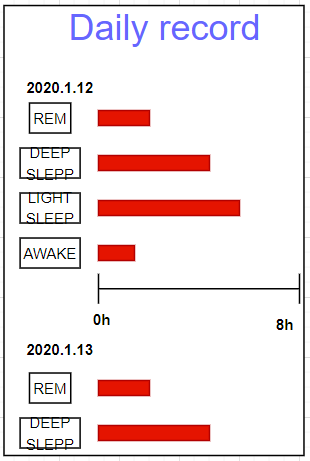 Daily record
2020.1.12
REM
DEEP
SLEPP
LIGHT
SLEEP
AWAKE
0h
8h
2020.1.13
REM
DEEP
SLEPP